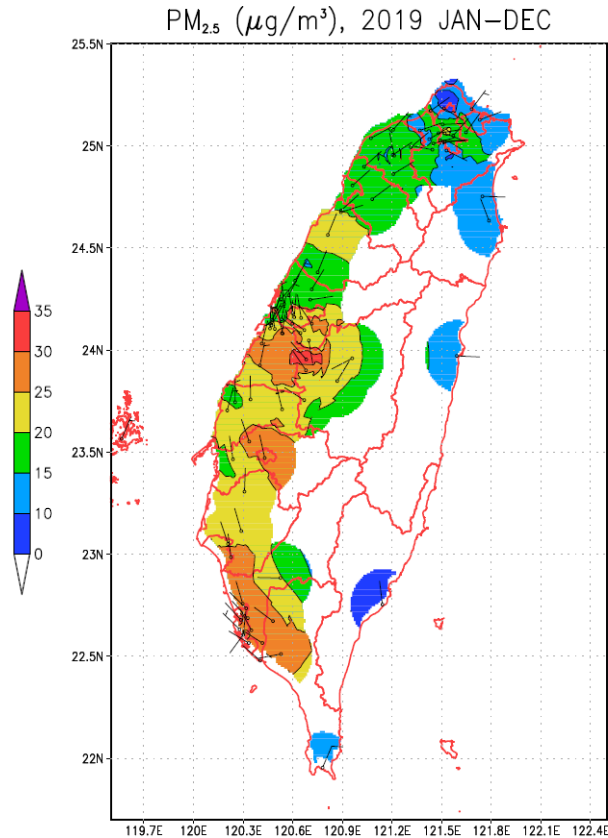 PM₂.₅ (μg/m³), 2019 JAN−DEC
25.5N
25N
24.5N
24N
23.5N
23N
22.5N
22N
35
30
25
20
15
10
0
119.7E 120E 120.3E 120.6E 120.9E 121.2E 121.5E 121.8E 122.1E 122.4E